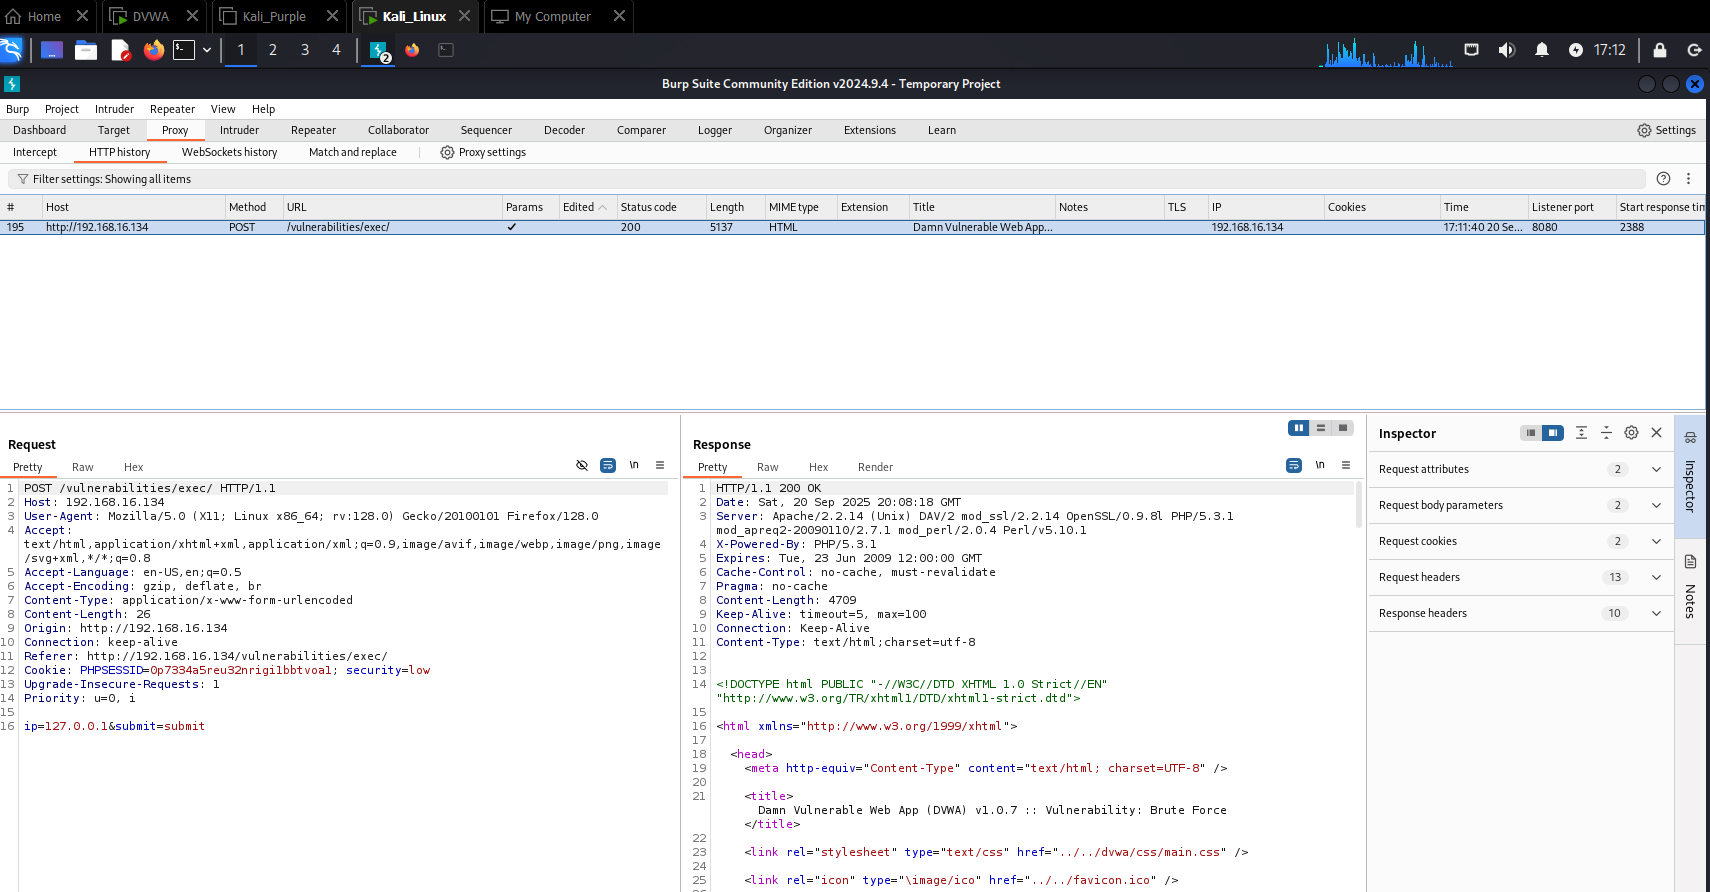 Home DVWA Kali_Purple Kali_Linux My Computer
1 2 3 4 2 17:12
Burp Suite Community Edition v2024.9.4 - Temporary Project
Burp Project Intruder Repeater View Help
Dashboard Target Proxy Intruder Repeater Collaborator Sequencer Decoder Comparer Logger Organizer Extensions Learn Settings
Intercept HTTP history WebSockets history Match and replace Proxy settings
Filter settings: Showing all items
# Host Method URL Params Edited Status code Length MIME type Extension Title Notes TLS IP Cookies Time Listener port Start response tim
195 http://192.168.16.134 POST /vulnerabilities/exec/ ✓ 200 5137 HTML Damn Vulnerable Web App... 192.168.16.134 17:11:40 20 Se... 8080 2388
Request
Pretty Raw Hex \n
1 POST /vulnerabilities/exec/ HTTP/1.1
2 Host: 192.168.16.134
3 User-Agent: Mozilla/5.0 (X11; Linux x86_64; rv:128.0) Gecko/20100101 Firefox/128.0
4 Accept:
text/html,application/xhtml+xml,application/xml;q=0.9,image/avif,image/webp,image/png,image
/svg+xml,*/*;q=0.8
5 Accept-Language: en-US,en;q=0.5
6 Accept-Encoding: gzip, deflate, br
7 Content-Type: application/x-www-form-urlencoded
8 Content-Length: 26
9 Origin: http://192.168.16.134
10 Connection: keep-alive
11 Referer: http://192.168.16.134/vulnerabilities/exec/
12 Cookie: PHPSESSID=0p7334a5reu32nrigi1bbtvoa1; security=low
13 Upgrade-Insecure-Requests: 1
14 Priority: u=0, i
15
16 ip=127.0.0.1&submit=submit
Response
Pretty Raw Hex Render \n
1 HTTP/1.1 200 OK
2 Date: Sat, 20 Sep 2025 20:08:18 GMT
3 Server: Apache/2.2.14 (Unix) DAV/2 mod_ssl/2.2.14 OpenSSL/0.9.8l PHP/5.3.1
mod_apreq2-20090110/2.7.1 mod_perl/2.0.4 Perl/v5.10.1
4 X-Powered-By: PHP/5.3.1
5 Expires: Tue, 23 Jun 2009 12:00:00 GMT
6 Cache-Control: no-cache, must-revalidate
7 Pragma: no-cache
8 Content-Length: 4709
9 Keep-Alive: timeout=5, max=100
10 Connection: Keep-Alive
11 Content-Type: text/html;charset=utf-8
12
13
14 <!DOCTYPE html PUBLIC "-//W3C//DTD XHTML 1.0 Strict//EN"
"http://www.w3.org/TR/xhtml1/DTD/xhtml1-strict.dtd">
15
16 <html xmlns="http://www.w3.org/1999/xhtml">
17
18 <head>
19 <meta http-equiv="Content-Type" content="text/html; charset=UTF-8" />
20
21 <title>
Damn Vulnerable Web App (DVWA) v1.0.7 :: Vulnerability: Brute Force
</title>
22
23 <link rel="stylesheet" type="text/css" href="../../dvwa/css/main.css" />
24
25 <link rel="icon" type="\image/ico" href="../../favicon.ico" />
Inspector
Request attributes 2
Request body parameters 2
Request cookies 2
Request headers 13
Response headers 10
Inspector
Notes